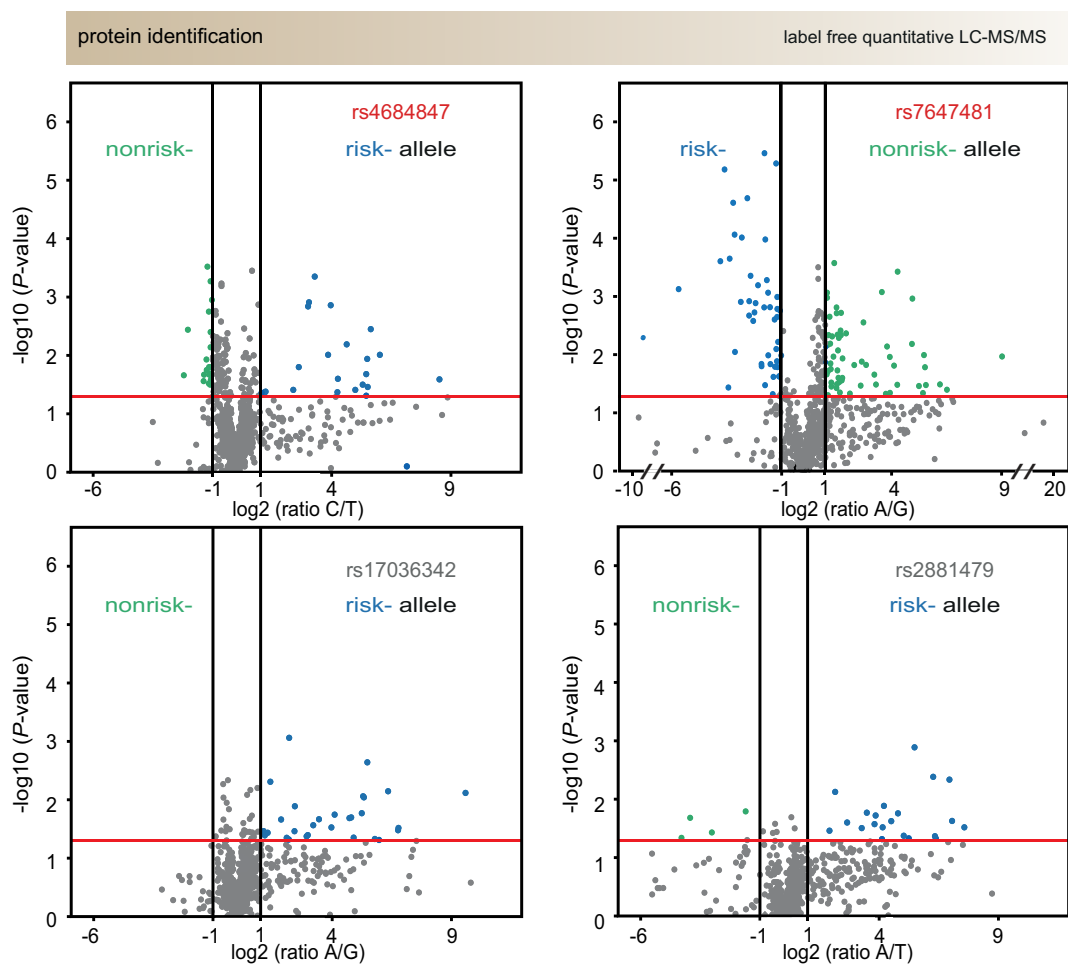 protein identification
label free quantitative LC-MS/MS
rs4684847
nonrisk-
risk- allele
-log10 (P-value)
6
5
4
3
2
1
0
-6
-1
1
4
9
log2 (ratio C/T)
rs7647481
risk-
nonrisk- allele
-log10 (P-value)
6
5
4
3
2
1
0
-10
-6
-1
1
4
9
20
log2 (ratio A/G)
rs17036342
nonrisk-
risk- allele
-log10 (P-value)
6
5
4
3
2
1
0
-6
-1
1
4
9
log2 (ratio A/G)
rs2881479
nonrisk-
risk- allele
-log10 (P-value)
6
5
4
3
2
1
0
-6
-1
1
4
9
log2 (ratio A/T)